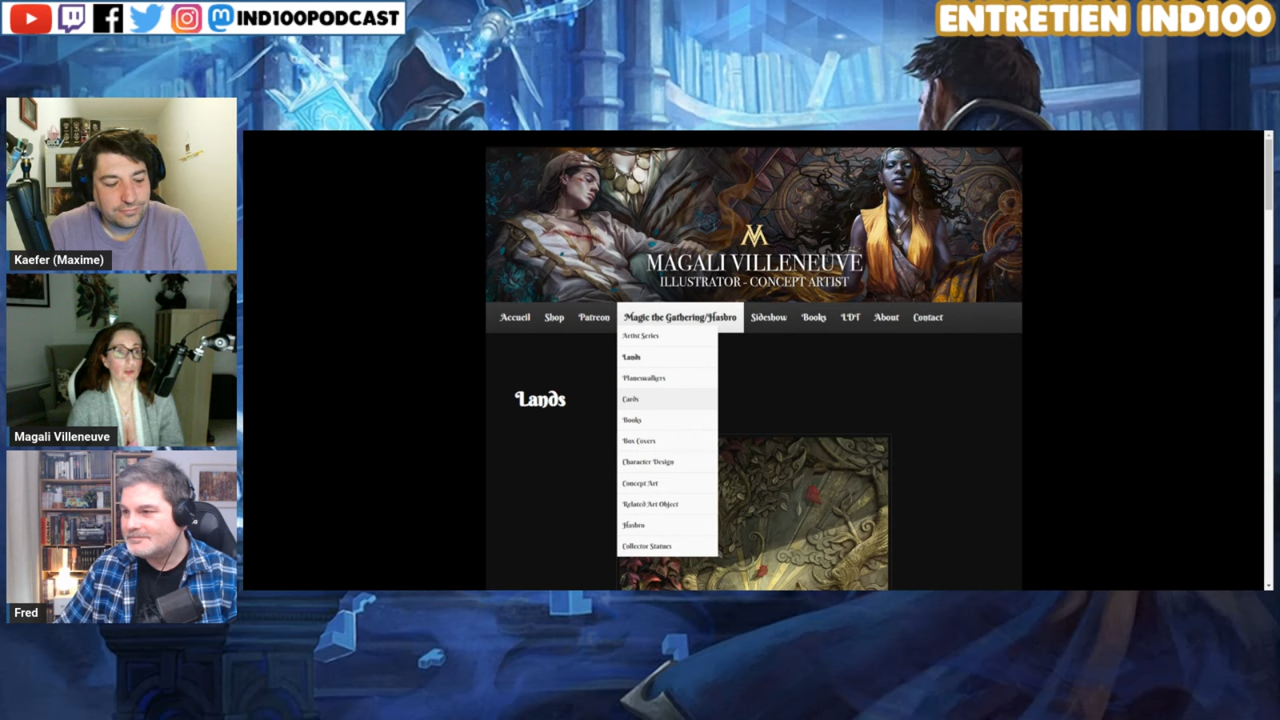 IND100PODCAST
ENTRETIEN IND100
Kaefer (Maxime)
Magali Villeneuve
Fred
MAGALI VILLENEUVE
ILLUSTRATOR - CONCEPT ARTIST
Accueil Shop Patreon Magic the Gathering/Hasbro Sideshow Books LDT About Contact
Artist Series
Lands
Planeswalkers
Cards
Books
Box Covers
Character Design
Concept Art
Related Art Object
Hasbro
Collector Statues
Lands